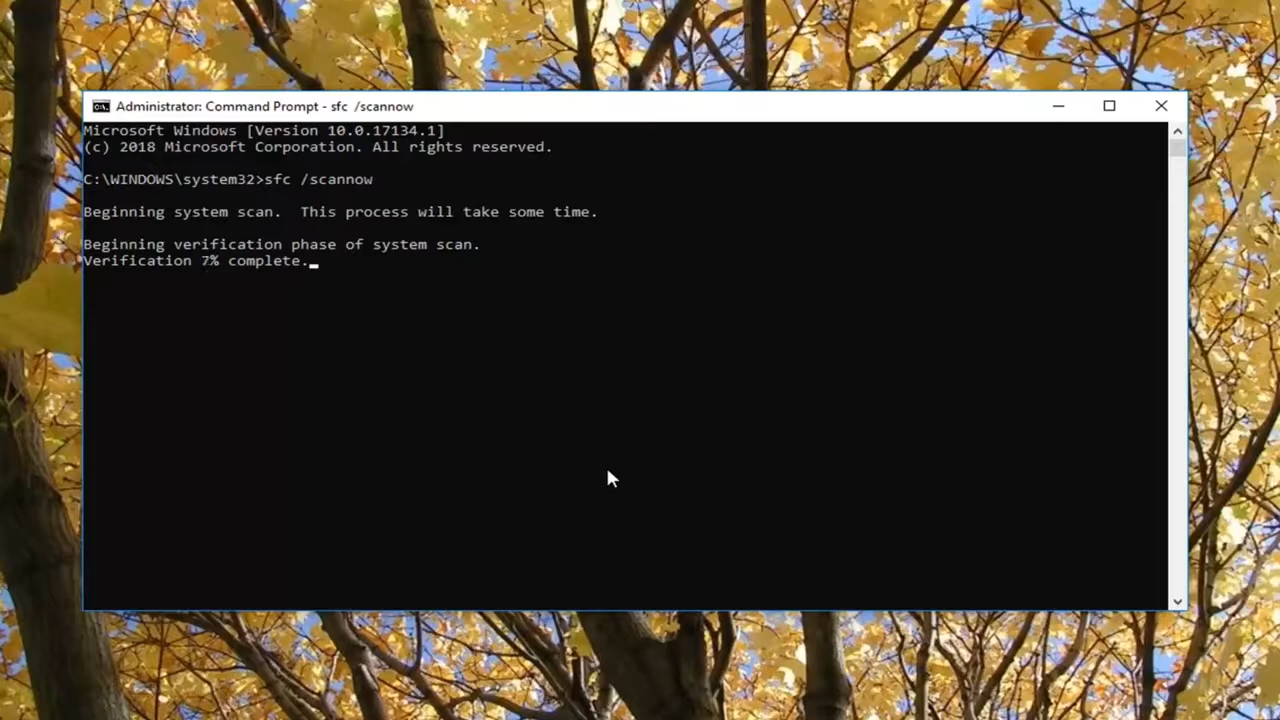 Administrator: Command Prompt - sfc  /scannow
Microsoft Windows [Version 10.0.17134.1]
(c) 2018 Microsoft Corporation. All rights reserved.
C:\WINDOWS\system32>sfc /scannow
Beginning system scan.  This process will take some time.
Beginning verification phase of system scan.
Verification 7% complete.